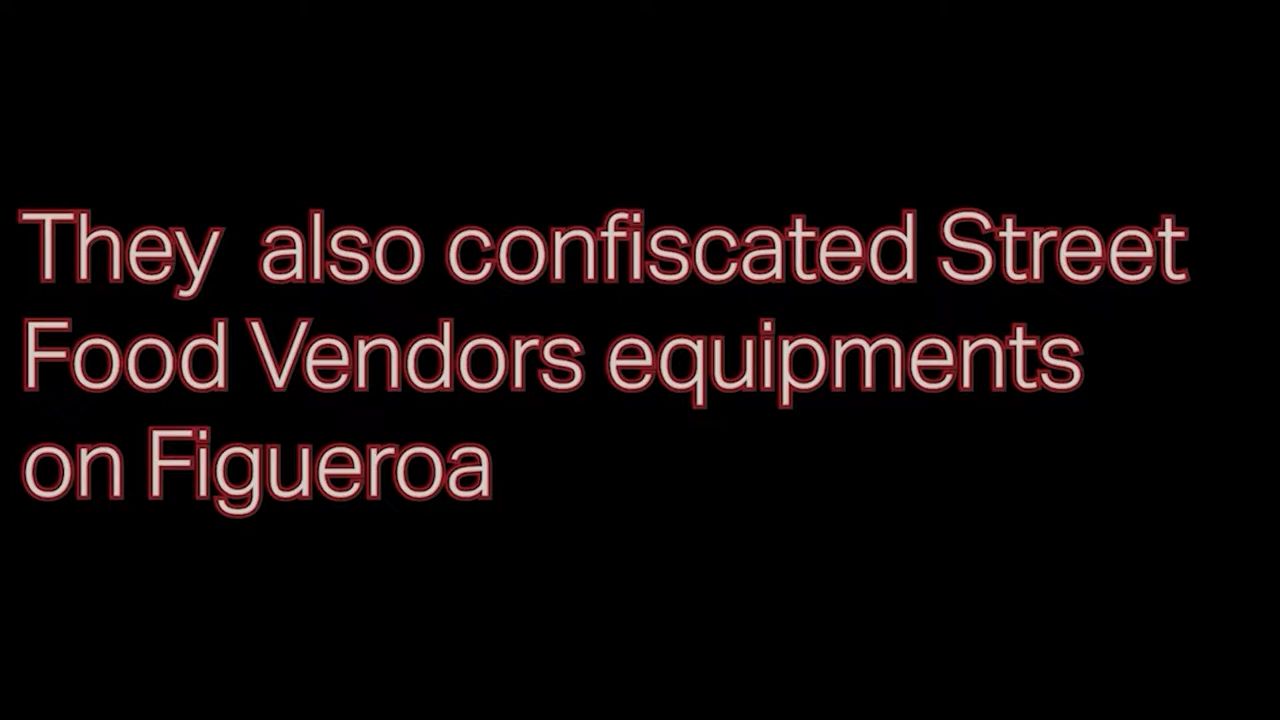 They  also confiscated Street
Food Vendors equipments
on Figueroa